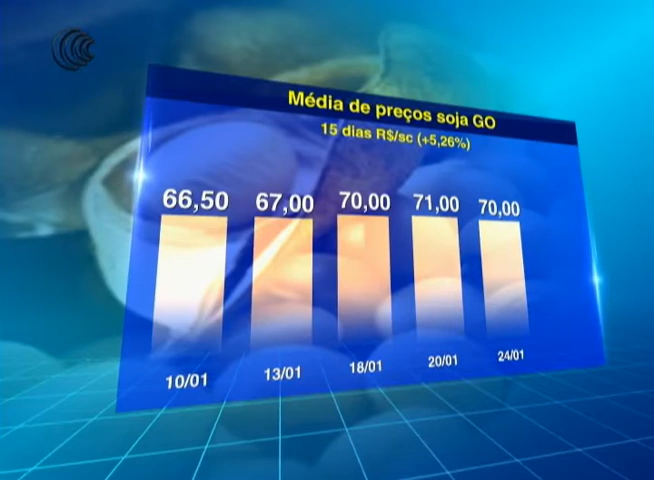 Média de preços soja GO
15 dias R$/sc (+5,26%)
66,50 67,00 70,00 71,00 70,00
10/01 13/01 18/01 20/01 24/01